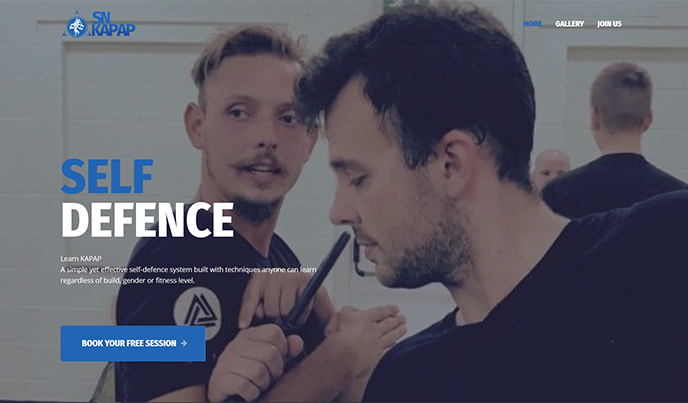 SN
KAPAP
HOME GALLERY JOIN US
SELF
DEFENCE
Learn KAPAP
A simple yet effective self-defence system built with techniques anyone can learn
regardless of build, gender or fitness level.
BOOK YOUR FREE SESSION →